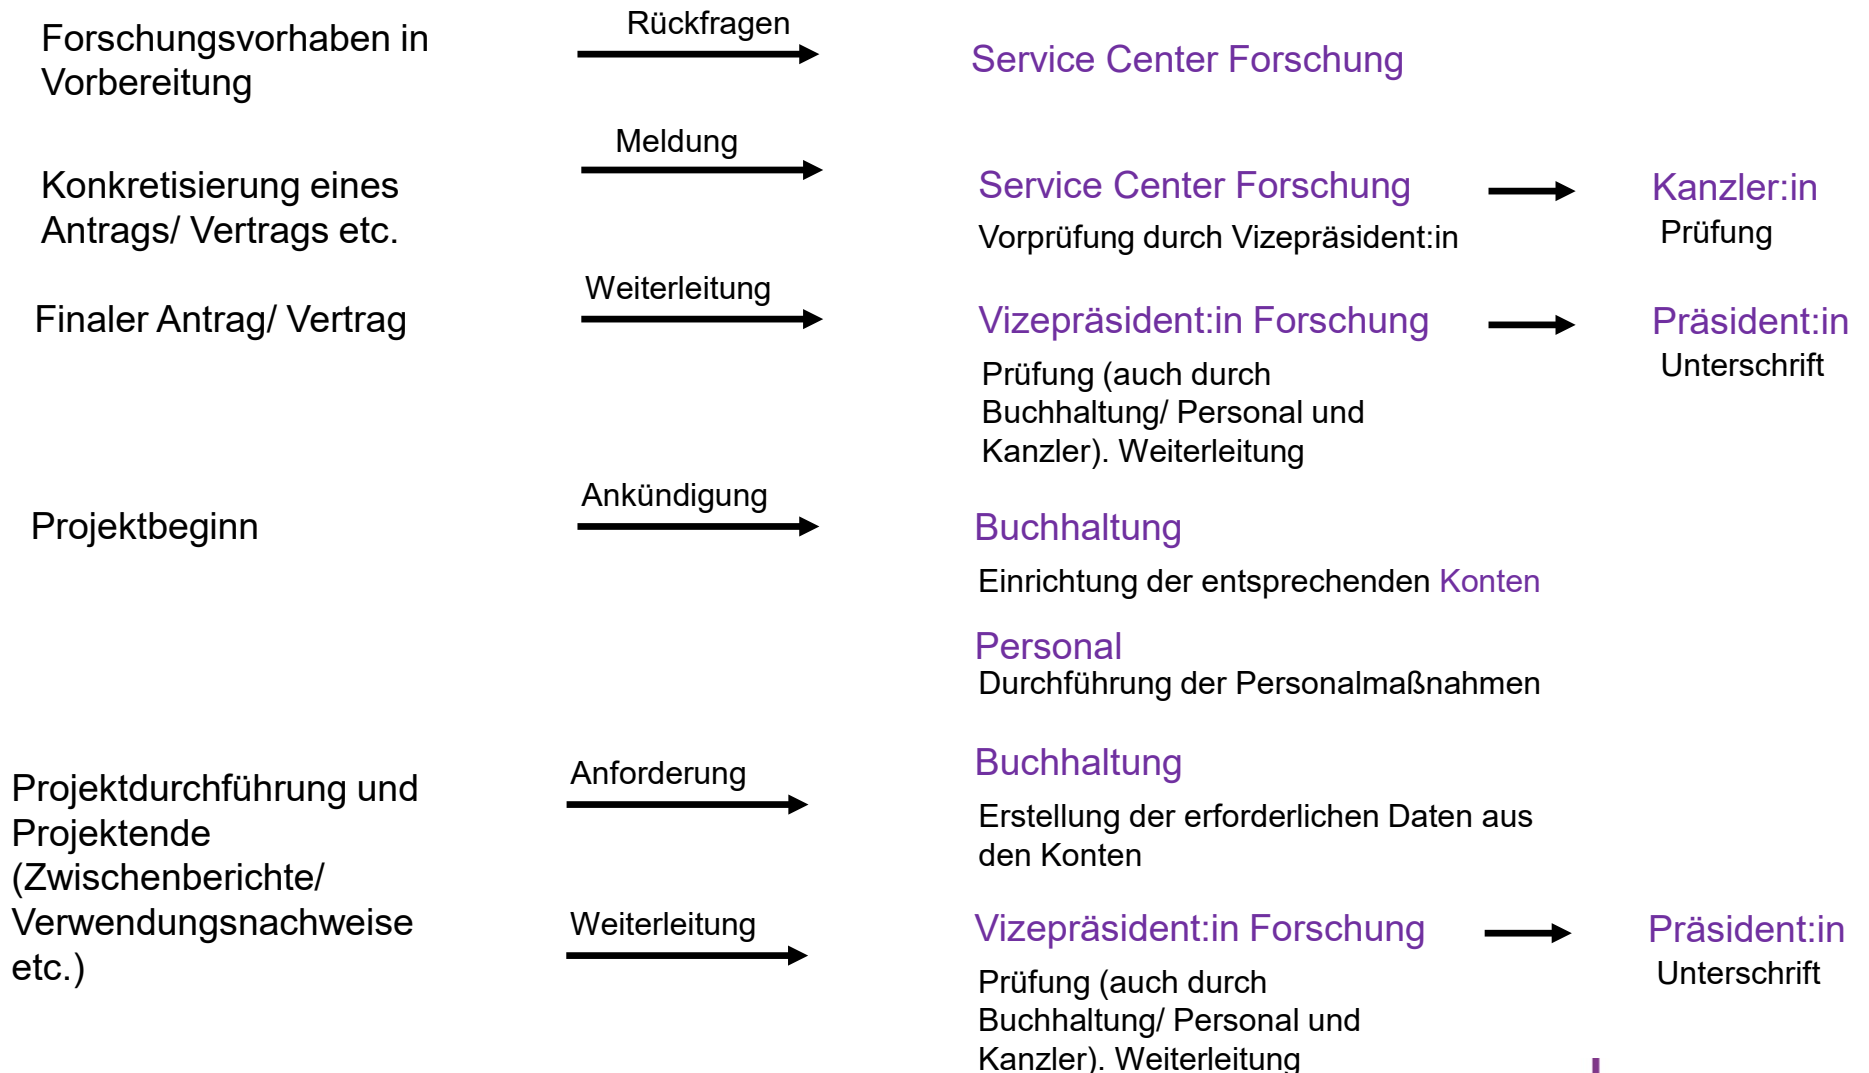 Forschungsvorhaben in
Vorbereitung
Rückfragen
Service Center Forschung
Konkretisierung eines
Antrags/ Vertrags etc.
Meldung
Service Center Forschung
Vorprüfung durch Vizepräsident:in
Kanzler:in
Prüfung
Finaler Antrag/ Vertrag
Weiterleitung
Vizepräsident:in Forschung
Prüfung (auch durch
Buchhaltung/ Personal und
Kanzler). Weiterleitung
Präsident:in
Unterschrift
Projektbeginn
Ankündigung
Buchhaltung
Einrichtung der entsprechenden Konten
Personal
Durchführung der Personalmaßnahmen
Projektdurchführung und
Projektende
(Zwischenberichte/
Verwendungsnachweise
etc.)
Anforderung
Buchhaltung
Erstellung der erforderlichen Daten aus
den Konten
Weiterleitung
Vizepräsident:in Forschung
Prüfung (auch durch
Buchhaltung/ Personal und
Kanzler). Weiterleitung
Präsident:in
Unterschrift